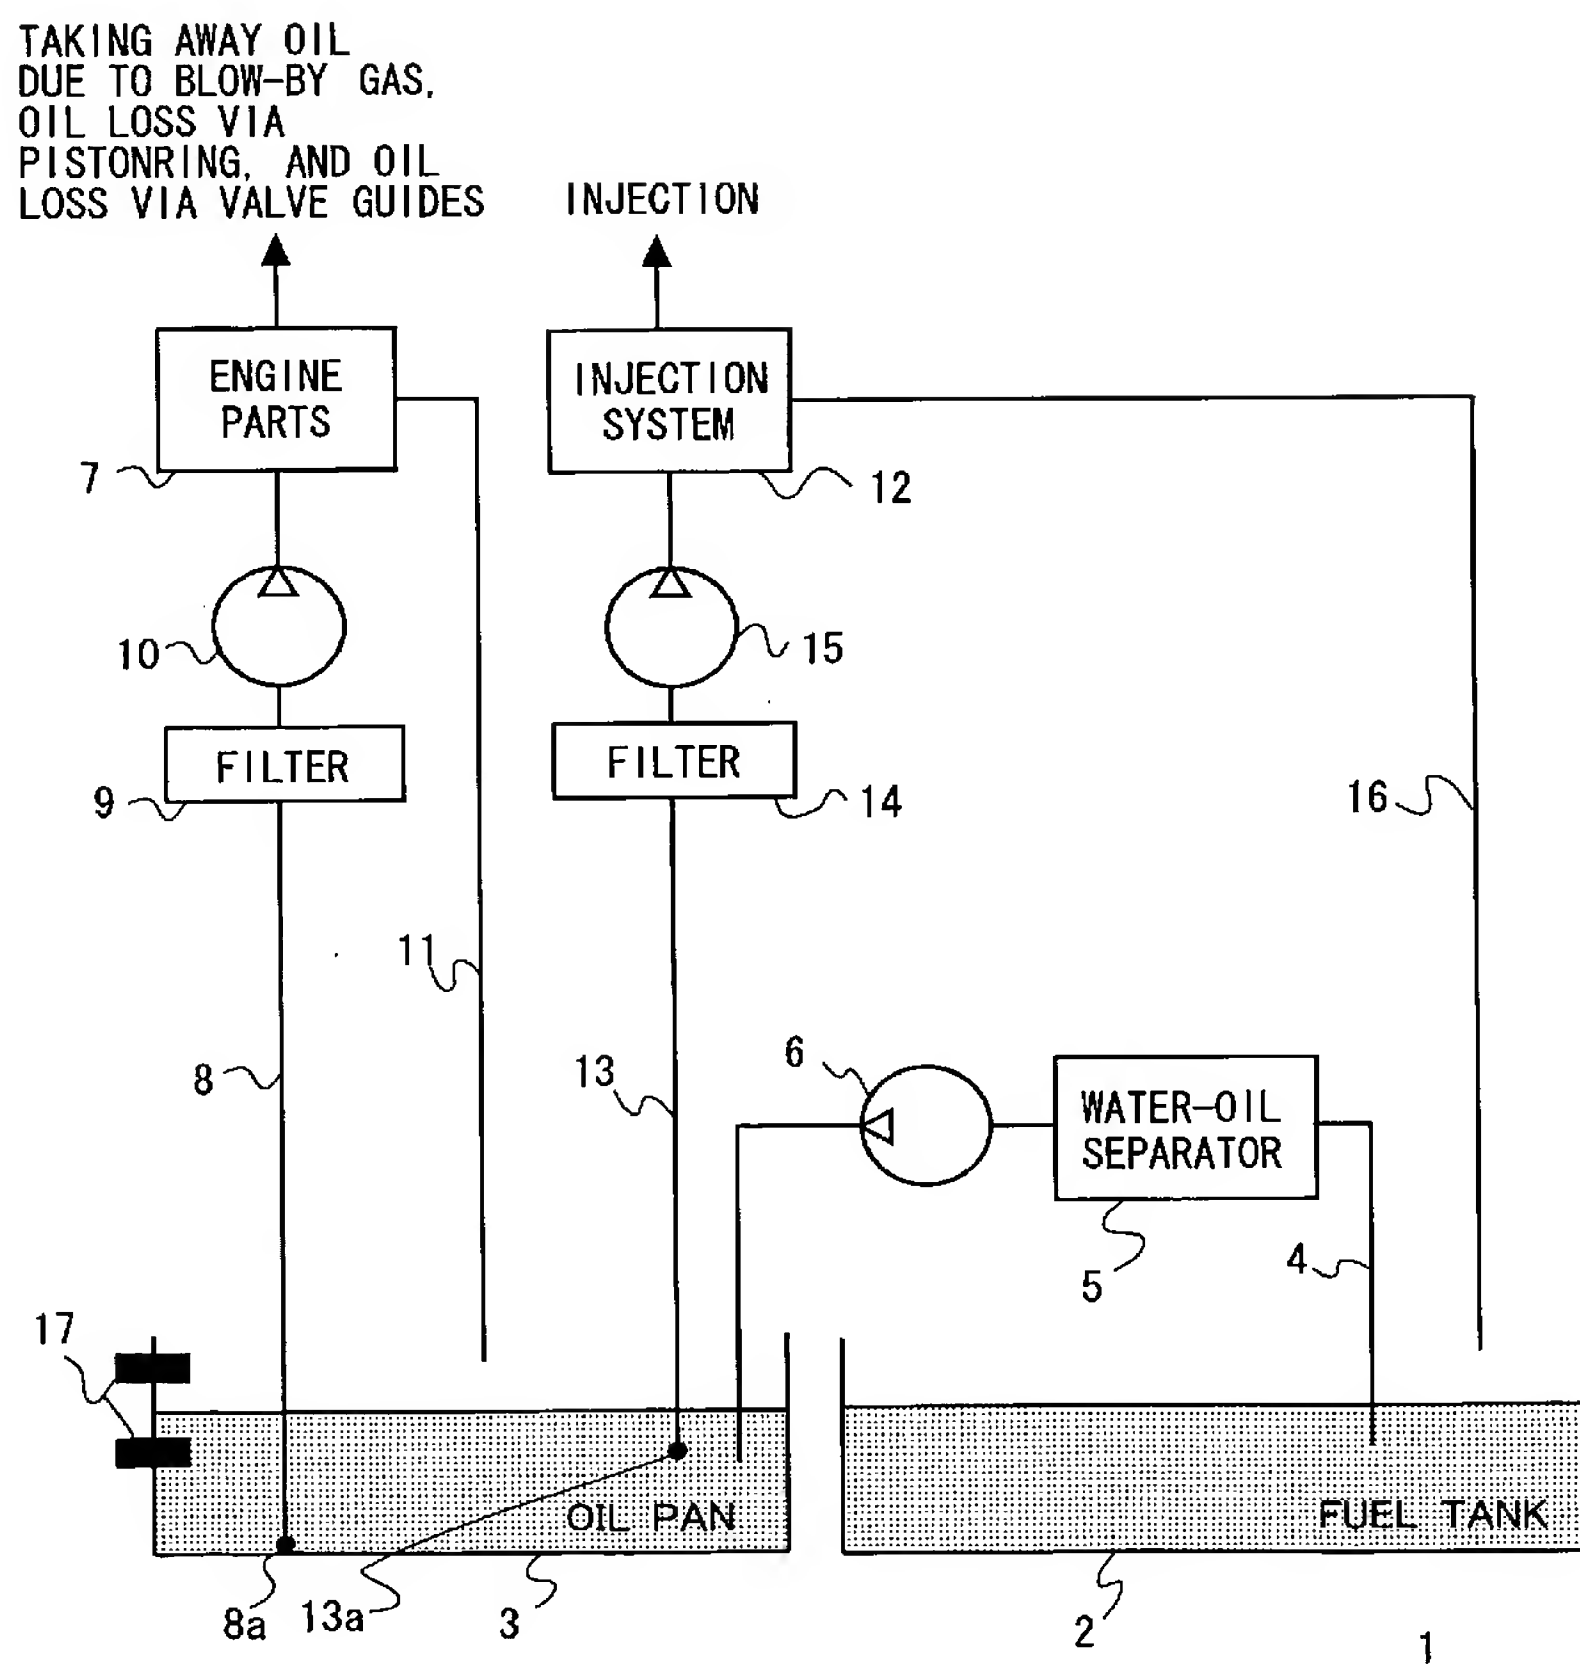 TAKING AWAY OIL
DUE TO BLOW-BY GAS,
OIL LOSS VIA
PISTONRING, AND OIL
LOSS VIA VALVE GUIDES
INJECTION
ENGINE
PARTS
INJECTION
SYSTEM
7
12
10
15
FILTER
FILTER
9
14
16
11
8
13
6
WATER-OIL
SEPARATOR
5
4
17
OIL PAN
FUEL TANK
8a
13a
3
2
1